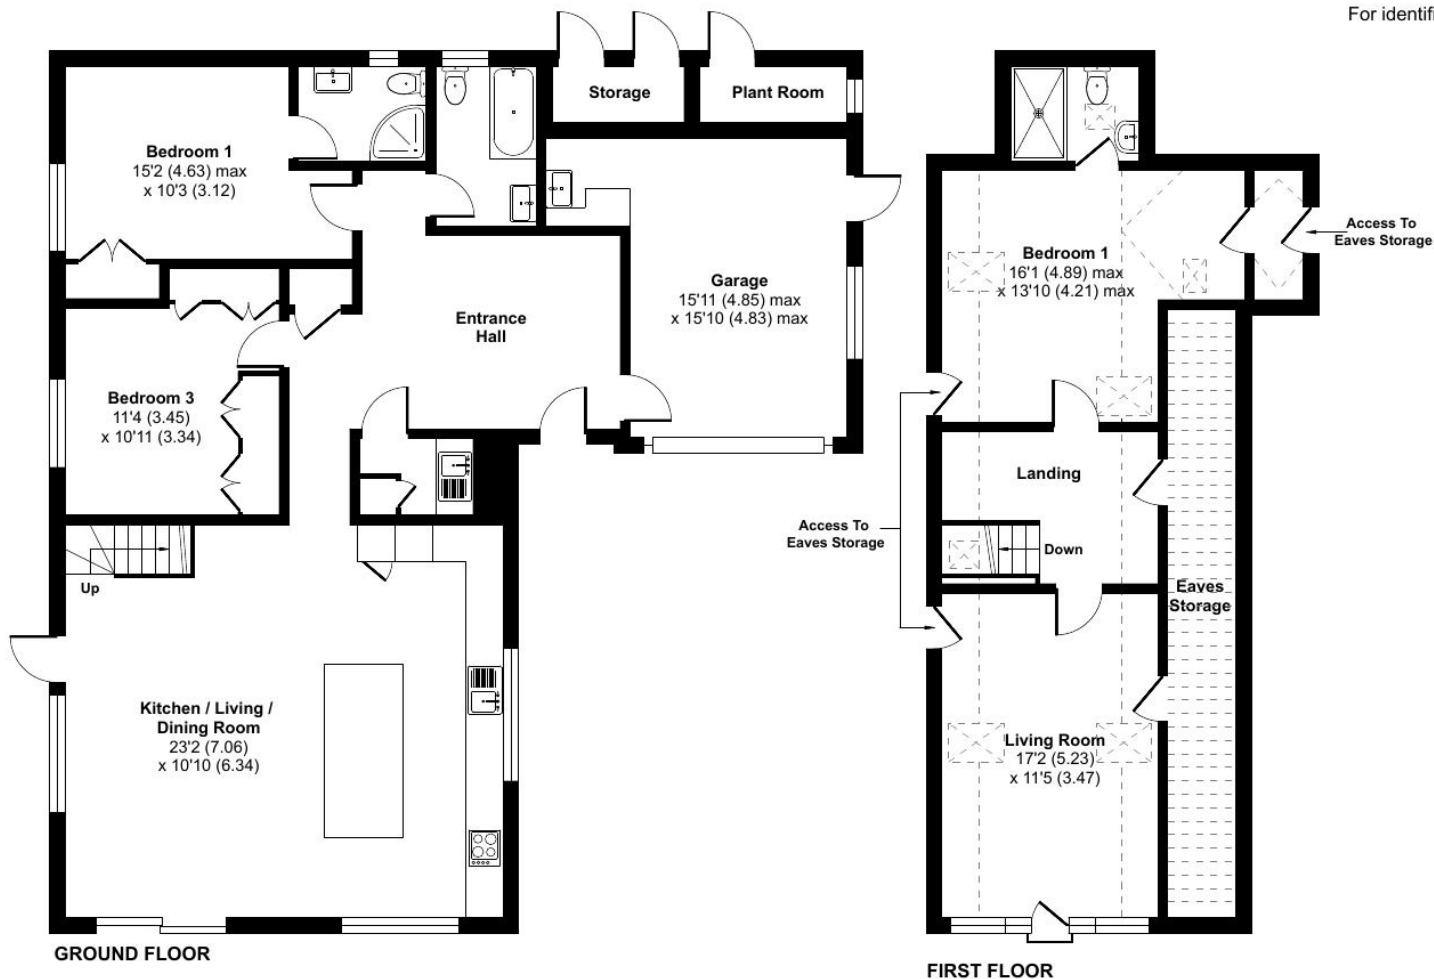 For identifi
Storage
Plant Room
Bedroom 1
15'2 (4.63) max
x 10'3 (3.12)
Garage
15'11 (4.85) max
x 15'10 (4.83) max
Entrance
Hall
Bedroom 3
11'4 (3.45)
x 10'11 (3.34)
Up
Kitchen / Living /
Dining Room
23'2 (7.06)
x 10'10 (6.34)
GROUND FLOOR
Bedroom 1
16'1 (4.89) max
x 13'10 (4.21) max
Access To
Eaves Storage
Landing
Access To
Eaves Storage
Down
Eaves
Storage
Living Room
17'2 (5.23)
x 11'5 (3.47)
FIRST FLOOR